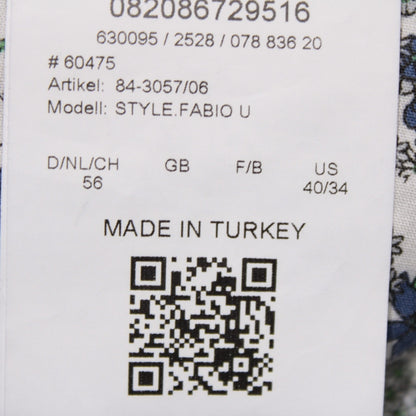 082086729516
630095 / 2528 / 078 836 20
# 60475
Artikel: 84-3057/06
Modell: STYLE.FABIO U
D/NL/CH GB F/B US
56 40/34
MADE IN TURKEY